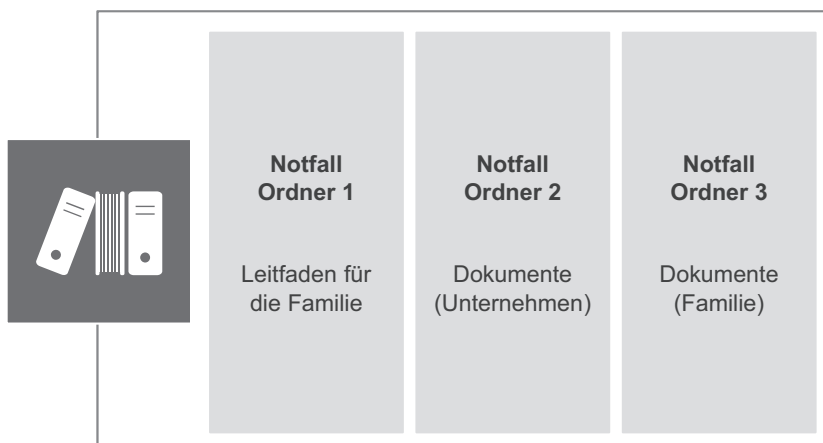 Notfall
Ordner 1
Leitfaden für
die Familie
Notfall
Ordner 2
Dokumente
(Unternehmen)
Notfall
Ordner 3
Dokumente
(Familie)